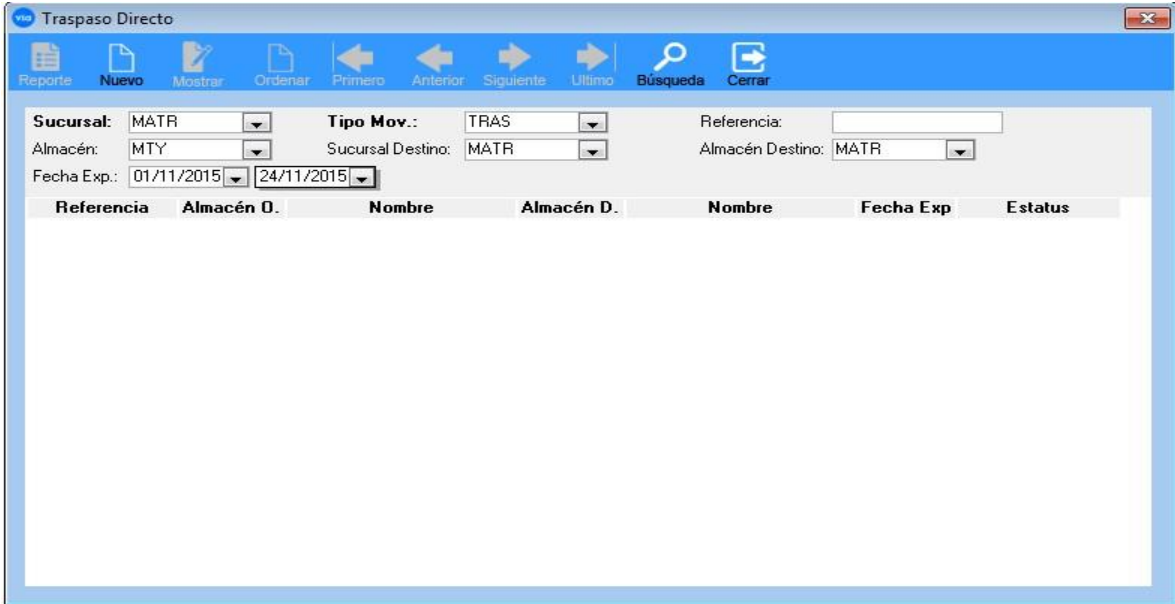 via Traspaso Directo
Reporte Nuevo Mostrar Ordenar Primero Anterior Siguiente Ultimo Búsqueda Cerrar
Sucursal: MATR Tipo Mov.: TRAS Referencia:
Almacén: MTY Sucursal Destino: MATR Almacén Destino: MATR
Fecha Exp.: 01/11/2015 24/11/2015
Referencia Almacén O. Nombre Almacén D. Nombre Fecha Exp Estatus